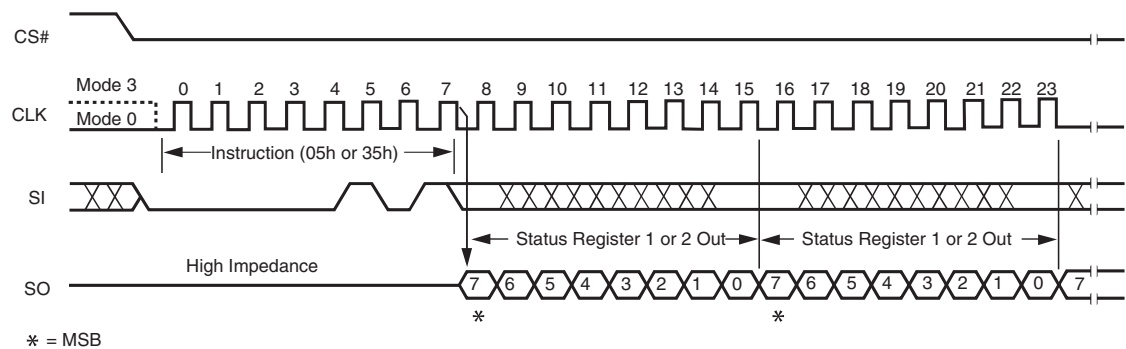 CS#
Mode 3
0 1 2 3 4 5 6 7 8 9 10 11 12 13 14 15 16 17 18 19 20 21 22 23
CLK
Mode 0
Instruction (05h or 35h)
SI
Status Register 1 or 2 Out
Status Register 1 or 2 Out
High Impedance
SO
7 6 5 4 3 2 1 0 7 6 5 4 3 2 1 0 7
* *
* = MSB